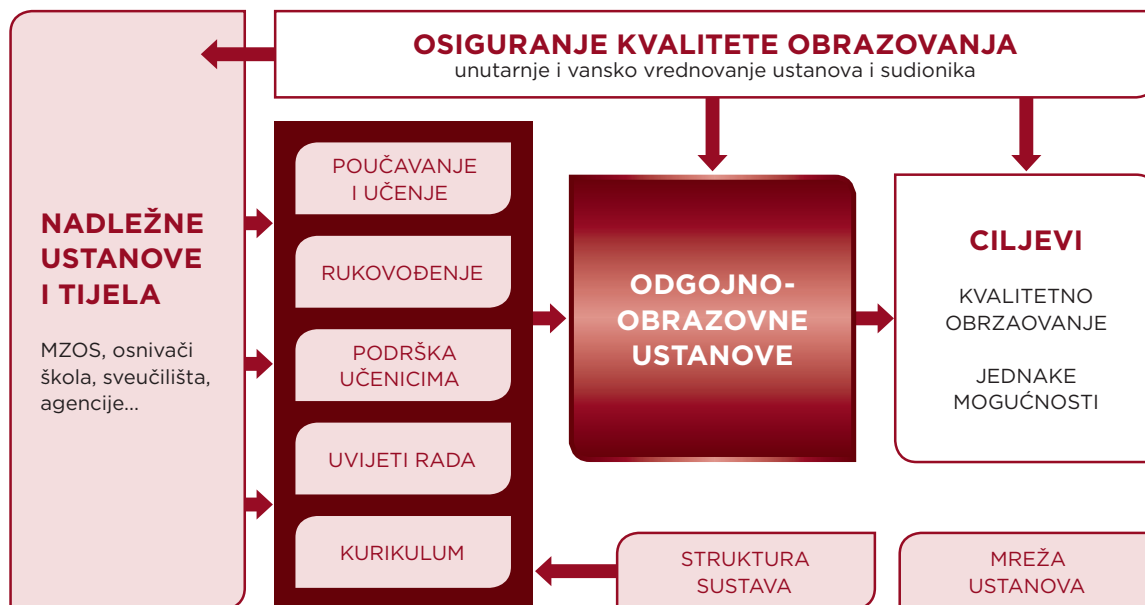 OSIGURANJE KVALITETE OBRAZOVANJA
unutarnje i vansko vrednovanje ustanova i sudionika
NADLEŽNE
USTANOVE
I TIJELA
MZOS, osnivači
škola, sveučilišta,
agencije...
POUČAVANJE
I UČENJE
RUKOVOĐENJE
PODRŠKA
UČENICIMA
UVIJETI RADA
KURIKULUM
ODGOJNO-
OBRAZOVNE
USTANOVE
CILJEVI
KVALITETNO
OBRZAOVANJE
JEDNAKE
MOGUĆNOSTI
STRUKTURA
SUSTAVA
MREŽA
USTANOVA